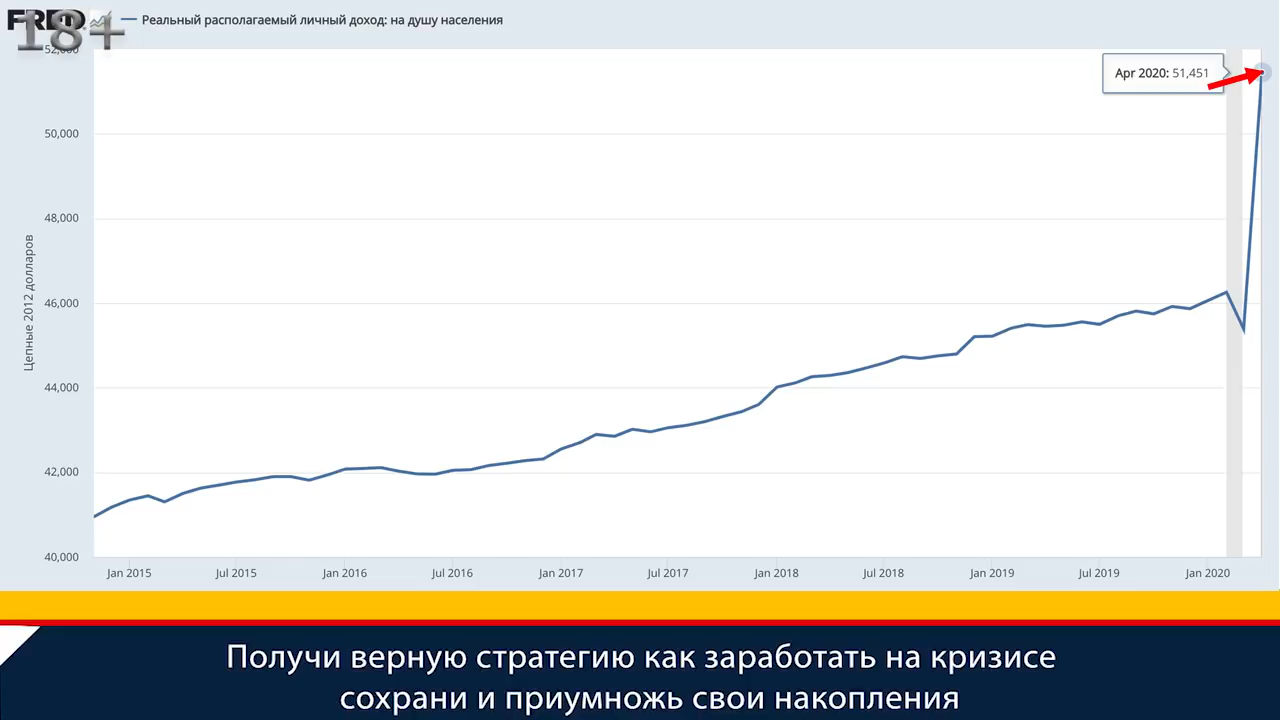 FRED — Реальный располагаемый личный доход: на душу населения
18+
52,000
Apr 2020: 51,451
50,000
48,000
46,000
44,000
42,000
40,000
Цепные 2012 долларов
Jan 2015 Jul 2015 Jan 2016 Jul 2016 Jan 2017 Jul 2017 Jan 2018 Jul 2018 Jan 2019 Jul 2019 Jan 2020
Получи верную стратегию как заработать на кризисе
сохрани и приумножь свои накопления